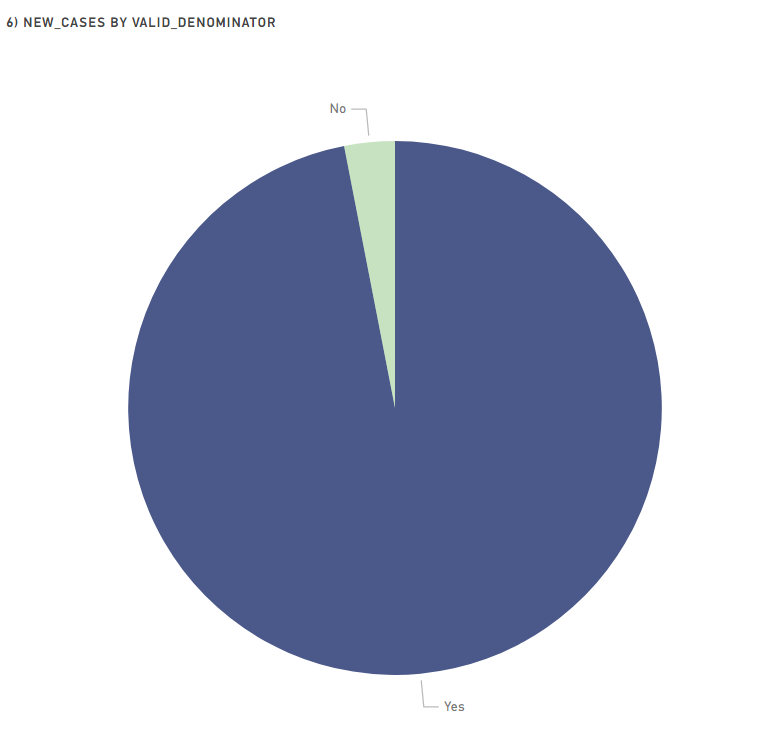 6) NEW_CASES BY VALID_DENOMINATOR
No
Yes